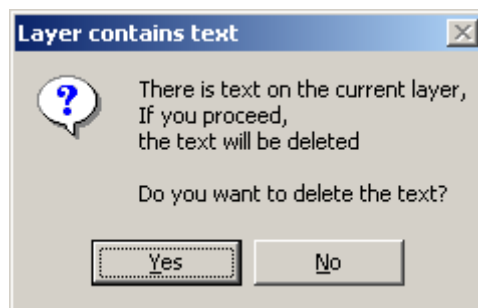 Layer contains text
There is text on the current layer,
If you proceed,
the text will be deleted
Do you want to delete the text?
Yes No